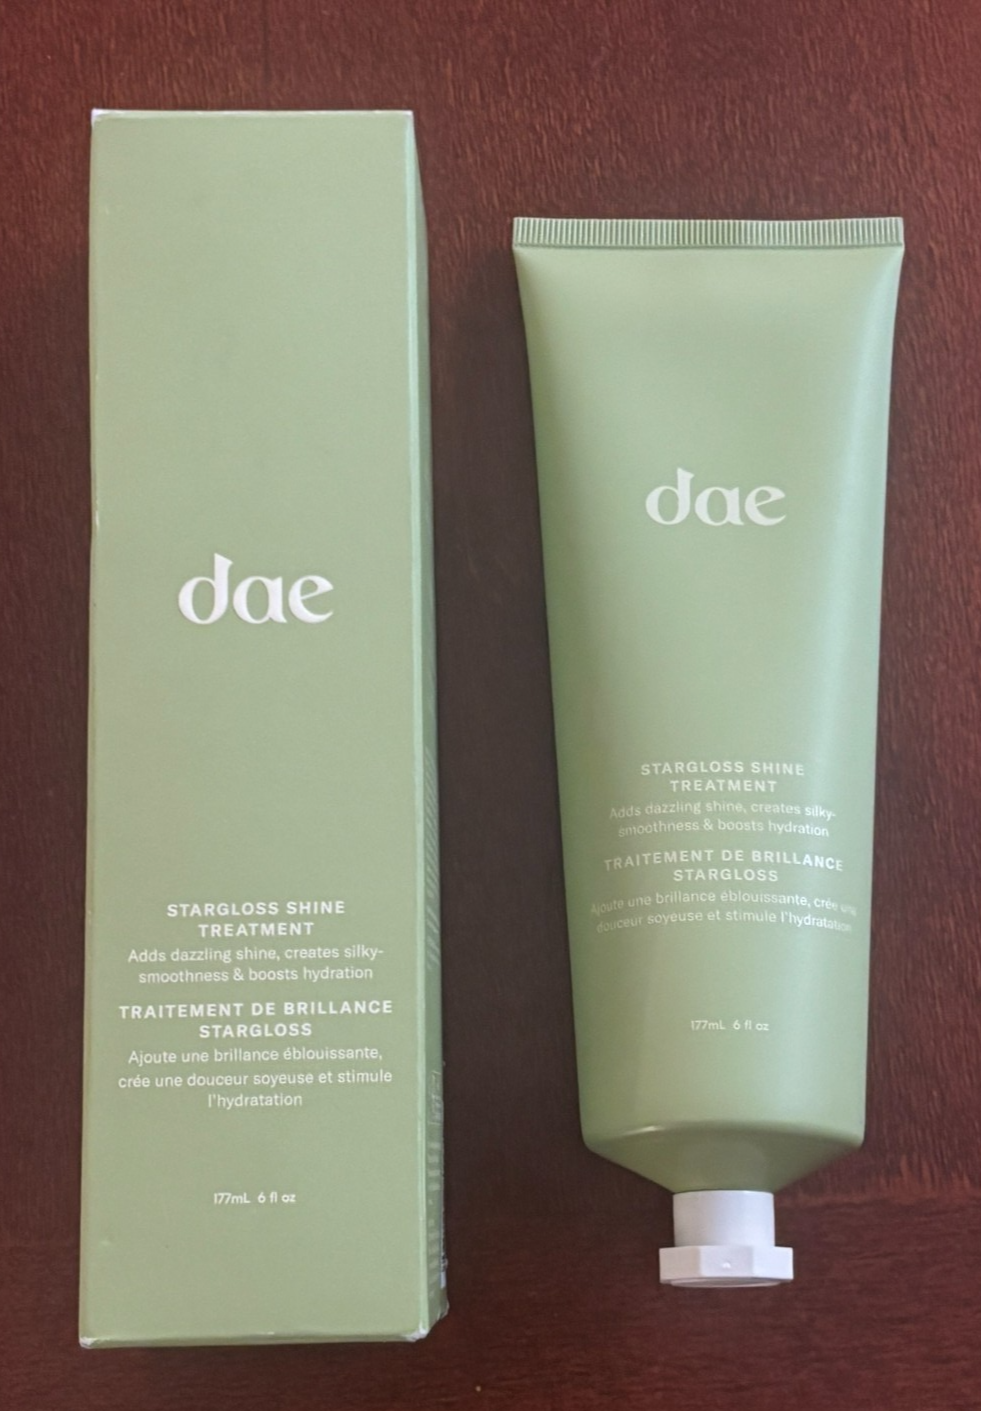 dae
STARGLOSS SHINE
TREATMENT
Adds dazzling shine, creates silky-
smoothness & boosts hydration
TRAITEMENT DE BRILLANCE
STARGLOSS
Ajoute une brillance éblouissante,
crée une douceur soyeuse et stimule
l'hydratation
177mL 6 fl oz
dae
STARGLOSS SHINE
TREATMENT
Adds dazzling shine, creates silky-
smoothness & boosts hydration
TRAITEMENT DE BRILLANCE
STARGLOSS
Ajoute une brillance éblouissante, crée une
douceur soyeuse et stimule l'hydratation
177mL 6 fl oz